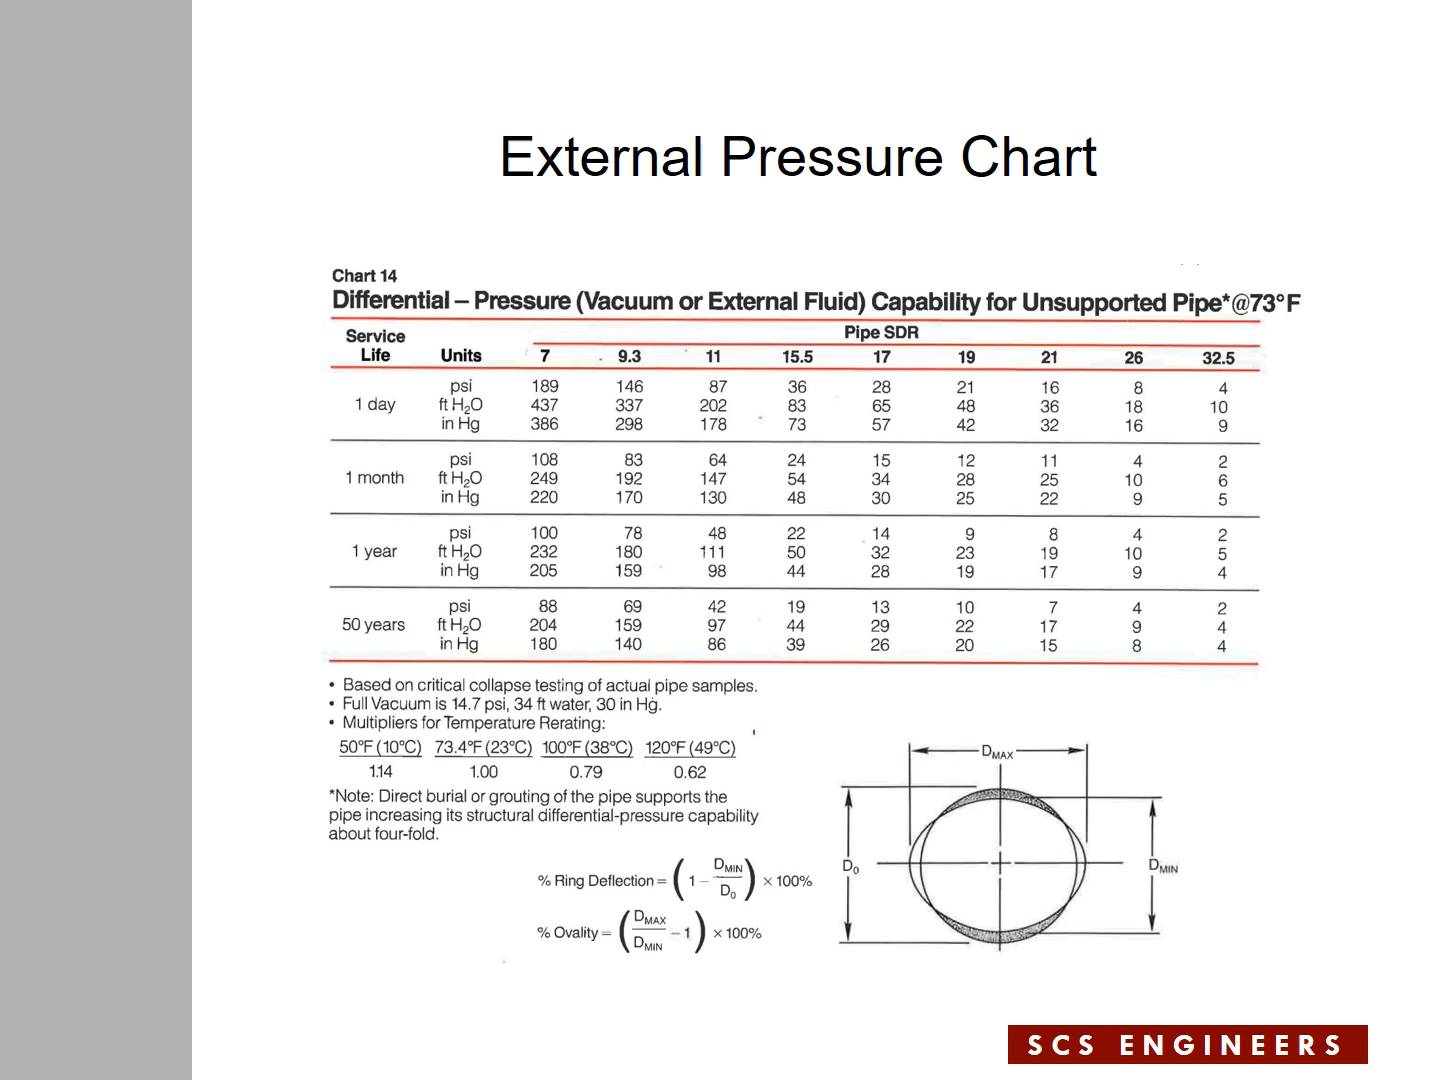 External Pressure Chart
Chart 14
Differential – Pressure (Vacuum or External Fluid) Capability for Unsupported Pipe*@73°F
Service Life Units Pipe SDR
7 9.3 11 15.5 17 19 21 26 32.5
1 day
psi 189 146 87 36 28 21 16 8 4
ft H₂O 437 337 202 83 65 48 36 18 10
in Hg 386 298 178 73 57 42 32 16 9
1 month
psi 108 83 64 24 15 12 11 4 2
ft H₂O 249 192 147 54 34 28 25 10 6
in Hg 220 170 130 48 30 25 22 9 5
1 year
psi 100 78 48 22 14 9 8 4 2
ft H₂O 232 180 111 50 32 23 19 10 5
in Hg 205 159 98 44 28 19 17 9 4
50 years
psi 88 69 42 19 13 10 7 4 2
ft H₂O 204 159 97 44 29 22 17 9 4
in Hg 180 140 86 39 26 20 15 8 4
• Based on critical collapse testing of actual pipe samples.
• Full Vacuum is 14.7 psi, 34 ft water, 30 in Hg.
• Multipliers for Temperature Rerating:
50°F (10°C) 73.4°F (23°C) 100°F (38°C) 120°F (49°C)
1.14 1.00 0.79 0.62
*Note: Direct burial or grouting of the pipe supports the
pipe increasing its structural differential-pressure capability
about four-fold.
% Ring Deflection = (1 – DMIN / D₀) × 100%
% Ovality = (DMAX / DMIN – 1) × 100%
DMAX
D₀
DMIN
SCS ENGINEERS